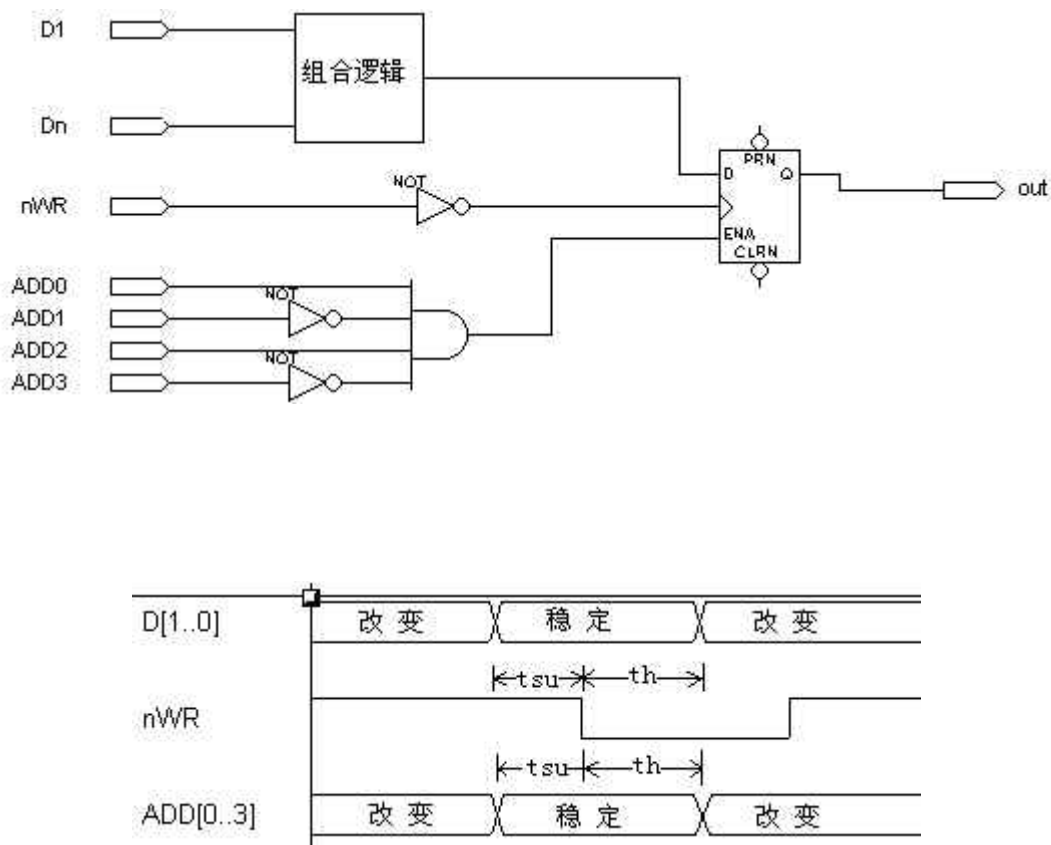 D1
组合逻辑
Dn
nWR
NOT
PRN
D Q
ENA
CLRN
out
ADD0
NOT
ADD1
ADD2
NOT
ADD3
D[1..0] 改变 稳定 改变
tsu th
nWR
tsu th
ADD[0..3] 改变 稳定 改变